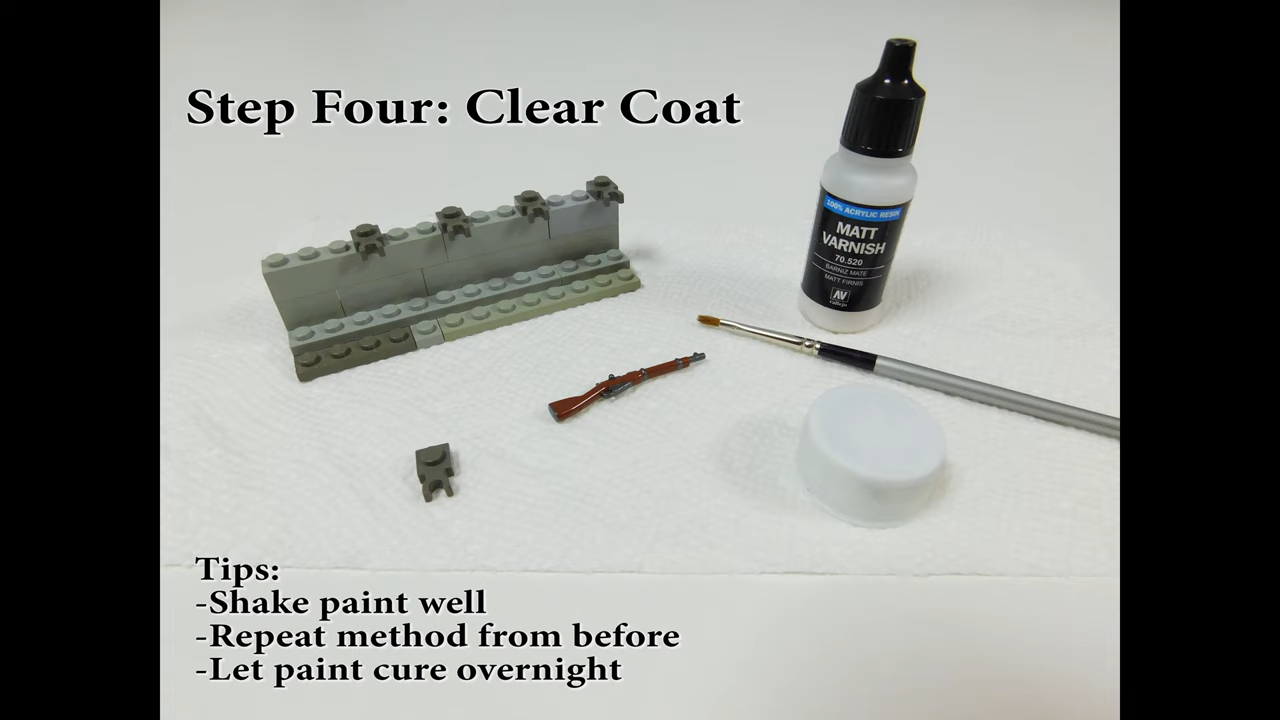 Step Four: Clear Coat
100% ACRYLIC RESIN
MATT
VARNISH
70.520
BARNIZ MATE
MATT FIRNIS
AV
vallejo
Tips:
-Shake paint well
-Repeat method from before
-Let paint cure overnight